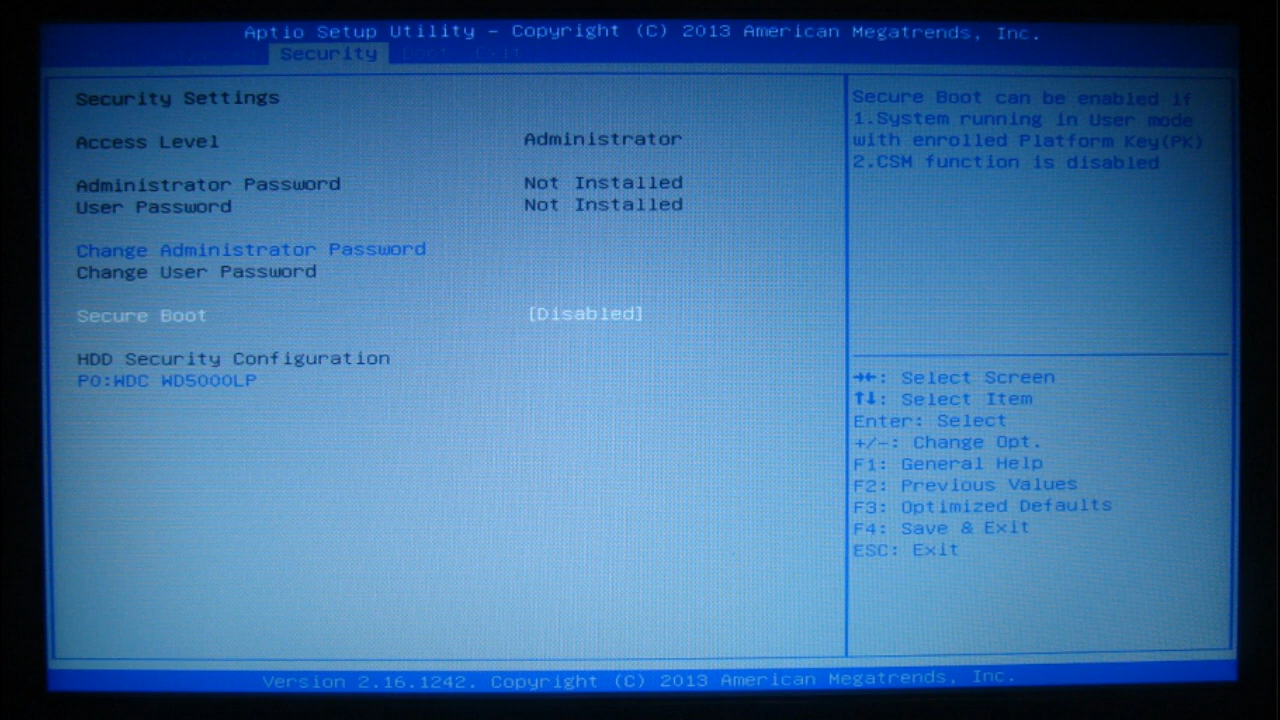 Aptio Setup Utility – Copyright (C) 2013 American Megatrends, Inc.
Security Boot Exit
Security Settings
Access Level Administrator
Administrator Password Not Installed
User Password Not Installed
Change Administrator Password
Change User Password
Secure Boot [Disabled]
HDD Security Configuration
P0:WDC WD5000LP
Secure Boot can be enabled if
1.System running in User mode
with enrolled Platform Key(PK)
2.CSM function is disabled
→←: Select Screen
↑↓: Select Item
Enter: Select
+/-: Change Opt.
F1: General Help
F2: Previous Values
F3: Optimized Defaults
F4: Save & Exit
ESC: Exit
Version 2.16.1242. Copyright (C) 2013 American Megatrends, Inc.